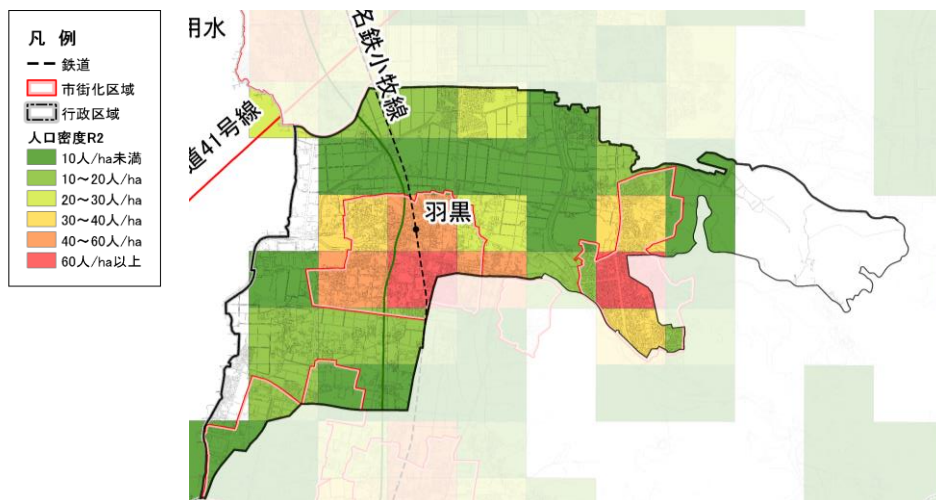 凡 例
鉄道
市街化区域
行政区域
人口密度R2
10人/ha未満
10～20人/ha
20～30人/ha
30～40人/ha
40～60人/ha
60人/ha以上
用水
名鉄小牧線
道41号線
羽黒